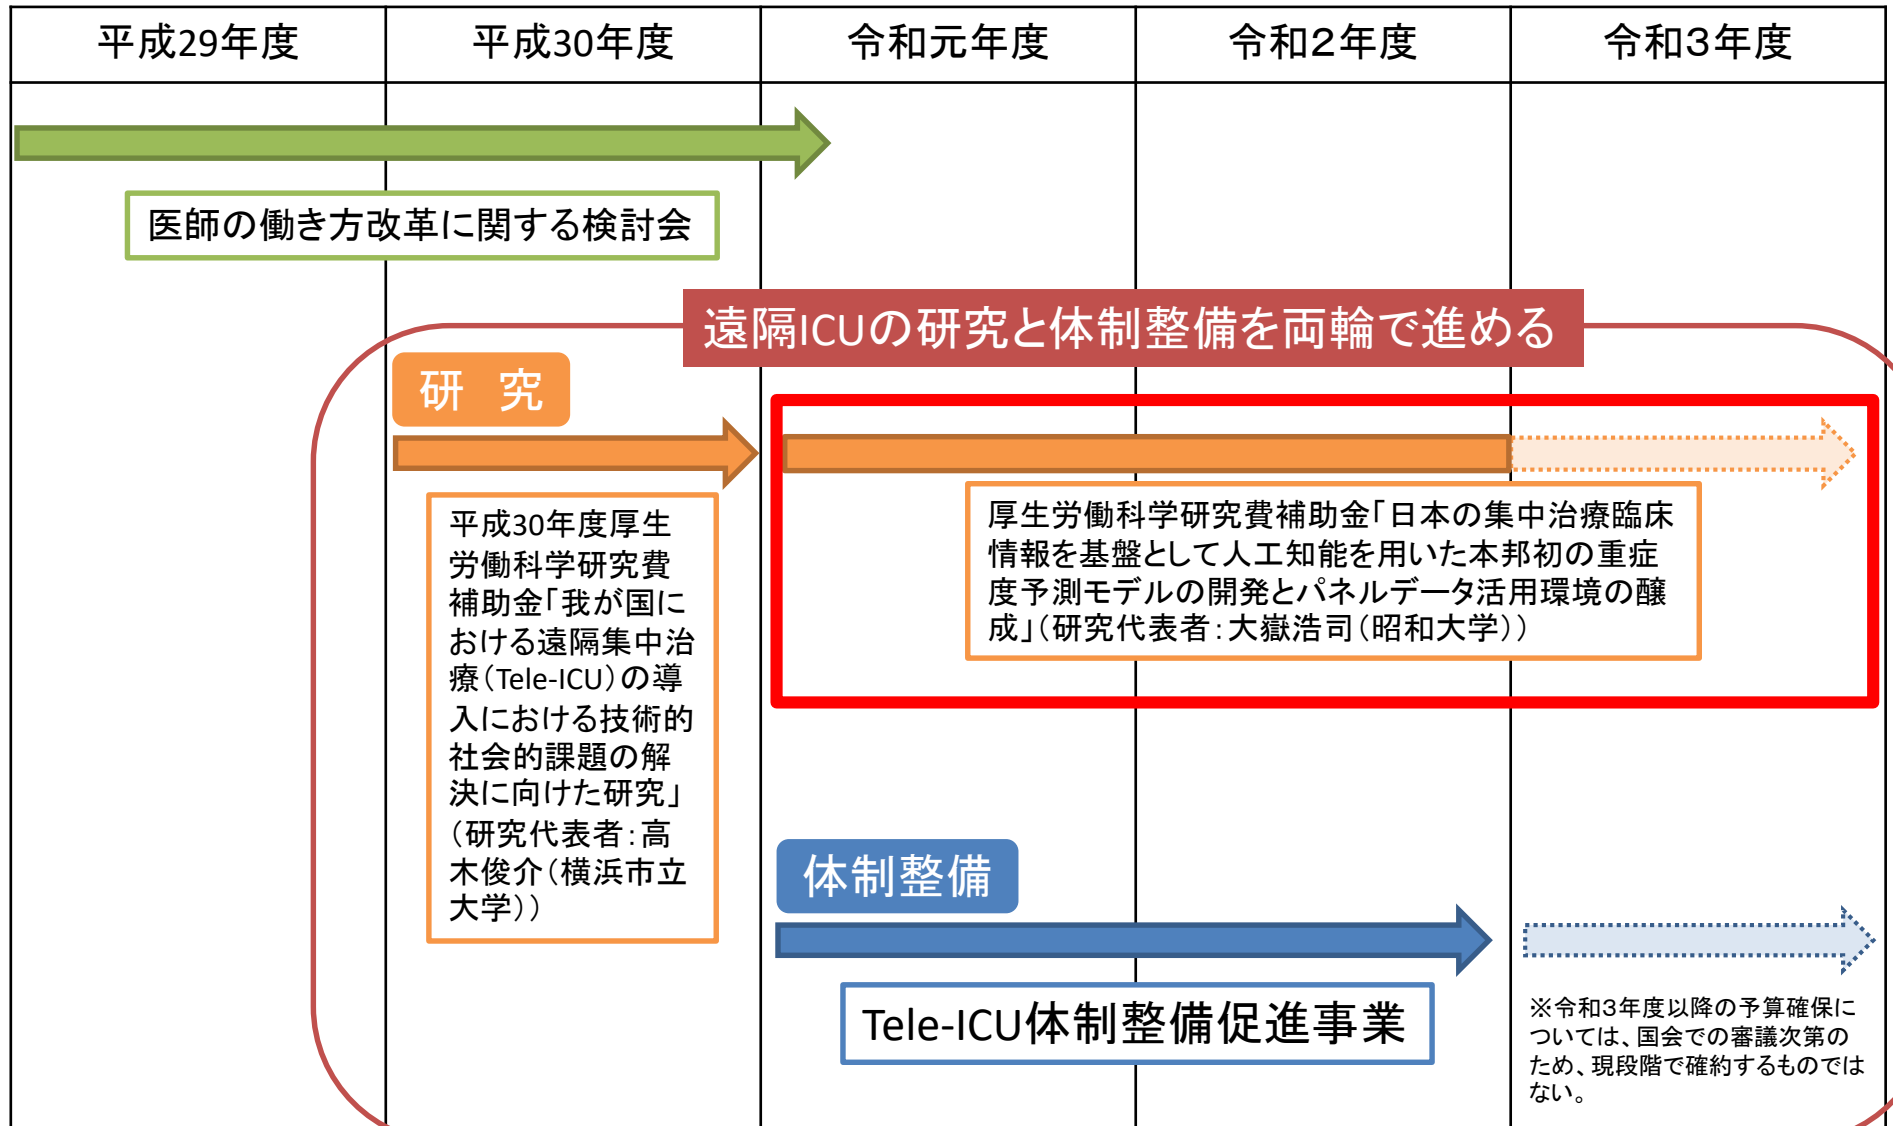 平成29年度
平成30年度
令和元年度
令和2年度
令和3年度
医師の働き方改革に関する検討会
遠隔ICUの研究と体制整備を両輪で進める
研　究
平成30年度厚生
労働科学研究費
補助金「我が国に
おける遠隔集中治
療（Tele-ICU）の導
入における技術的
社会的課題の解
決に向けた研究」
（研究代表者：高
木俊介（横浜市立
大学））
厚生労働科学研究費補助金「日本の集中治療臨床
情報を基盤として人工知能を用いた本邦初の重症
度予測モデルの開発とパネルデータ活用環境の醸
成」（研究代表者：大嶽浩司（昭和大学））
体制整備
Tele-ICU体制整備促進事業
※令和3年度以降の予算確保に
ついては、国会での審議次第の
ため、現段階で確約するものでは
ない。